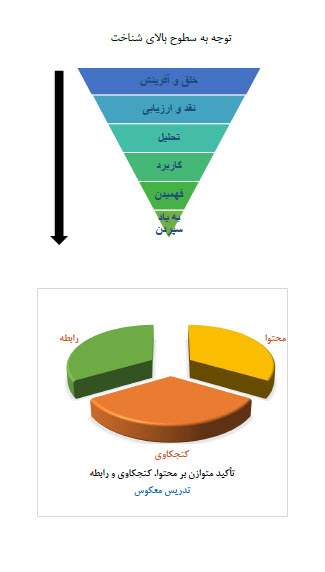 توجه به سطوح بالای شناخت
خلق و آفرینش
نقد و ارزیابی
تحلیل
کاربرد
فهمیدن
به یاد
سپردن
محتوا
رابطه
کنجکاوی
تأکید متوازن بر محتوا، کنجکاوی و رابطه
تدریس معکوس